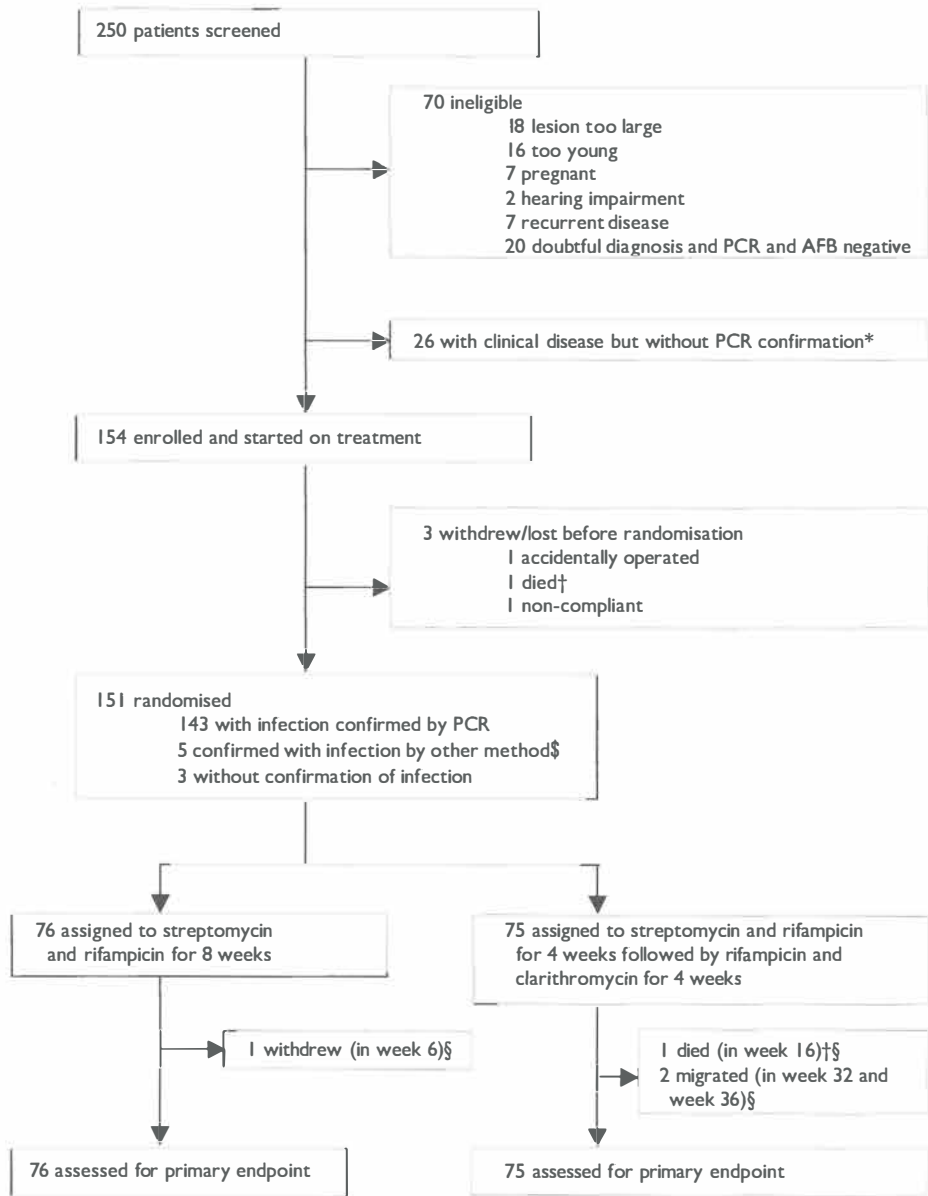 250 patients screened
70 ineligible
18 lesion too large
16 too young
7 pregnant
2 hearing impairment
7 recurrent disease
20 doubtful diagnosis and PCR and AFB negative
26 with clinical disease but without PCR confirmation*
154 enrolled and started on treatment
3 withdrew/lost before randomisation
1 accidentally operated
1 died†
1 non-compliant
151 randomised
143 with infection confirmed by PCR
5 confirmed with infection by other method$
3 without confirmation of infection
76 assigned to streptomycin
and rifampicin for 8 weeks
75 assigned to streptomycin and rifampicin
for 4 weeks followed by rifampicin and
clarithromycin for 4 weeks
1 withdrew (in week 6)§
1 died (in week 16)†§
2 migrated (in week 32 and
week 36)§
76 assessed for primary endpoint
75 assessed for primary endpoint